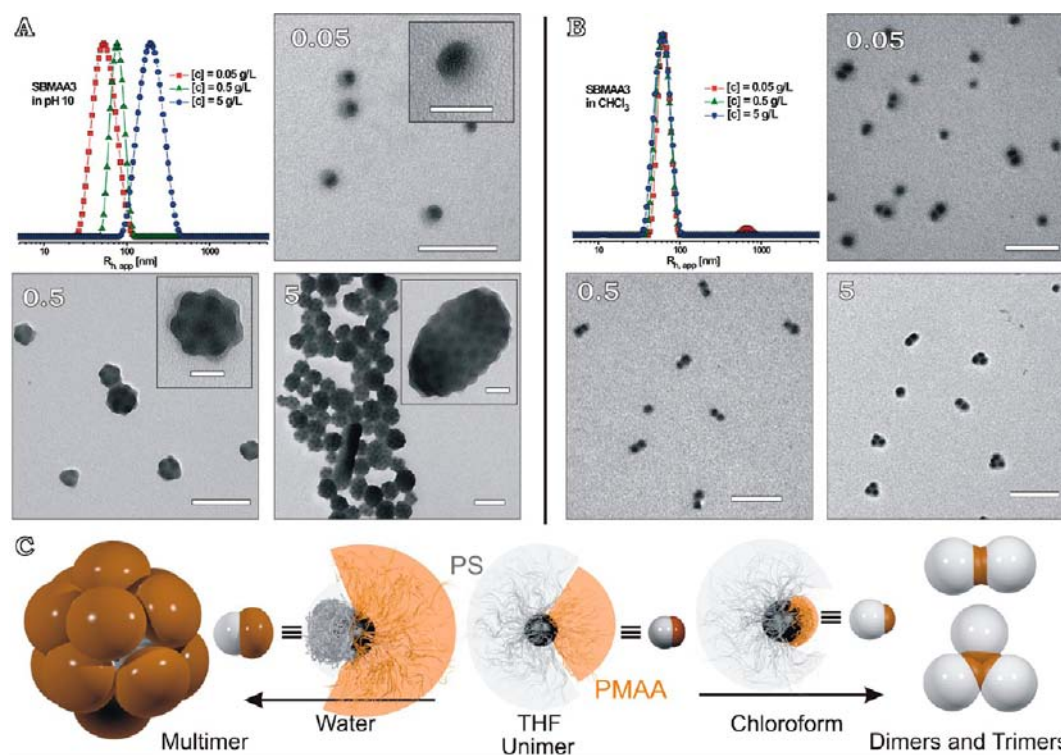 A
SBMAA3
in pH 10
[c] = 0.05 g/L
[c] = 0.5 g/L
[c] = 5 g/L
10
100
1000
Rh, app [nm]
0.05
0.5
5
B
SBMAA3
in CHCl3
[c] = 0.05 g/L
[c] = 0.5 g/L
[c] = 5 g/L
10
100
1000
Rh, app [nm]
0.05
0.5
5
C
PS
PMAA
Multimer
Water
THF
Unimer
Chloroform
Dimers and Trimers